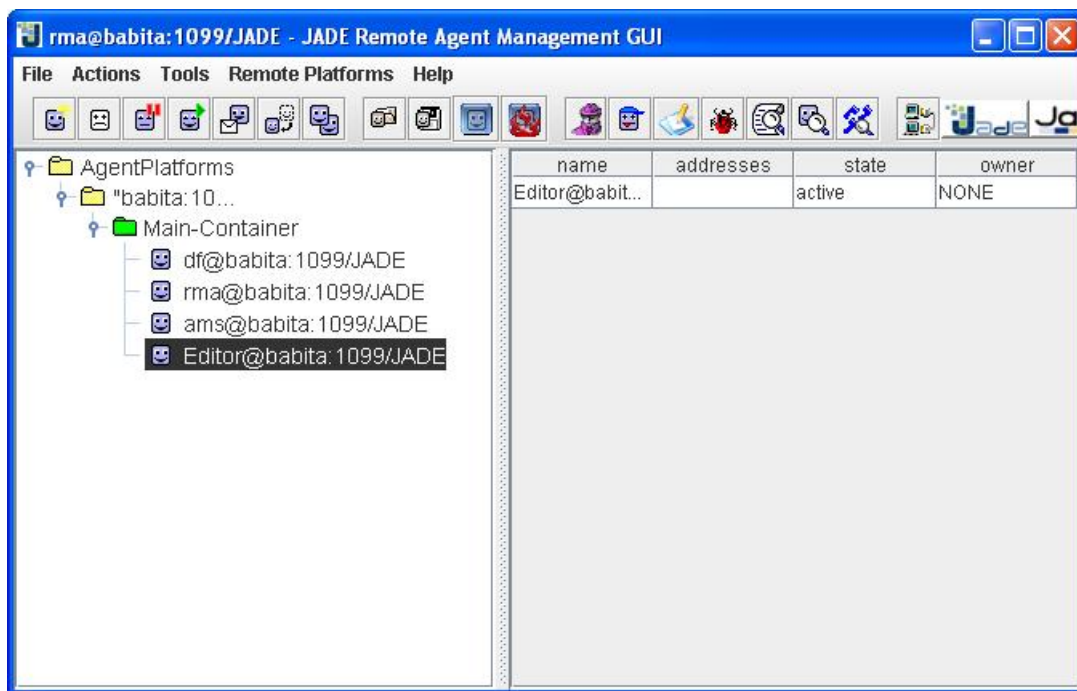 rma@babita:1099/JADE - JADE Remote Agent Management GUI
File Actions Tools Remote Platforms Help
Jade Ja
AgentPlatforms
"babita:10...
Main-Container
df@babita:1099/JADE
rma@babita:1099/JADE
ams@babita:1099/JADE
Editor@babita:1099/JADE
name addresses state owner
Editor@babit... active NONE